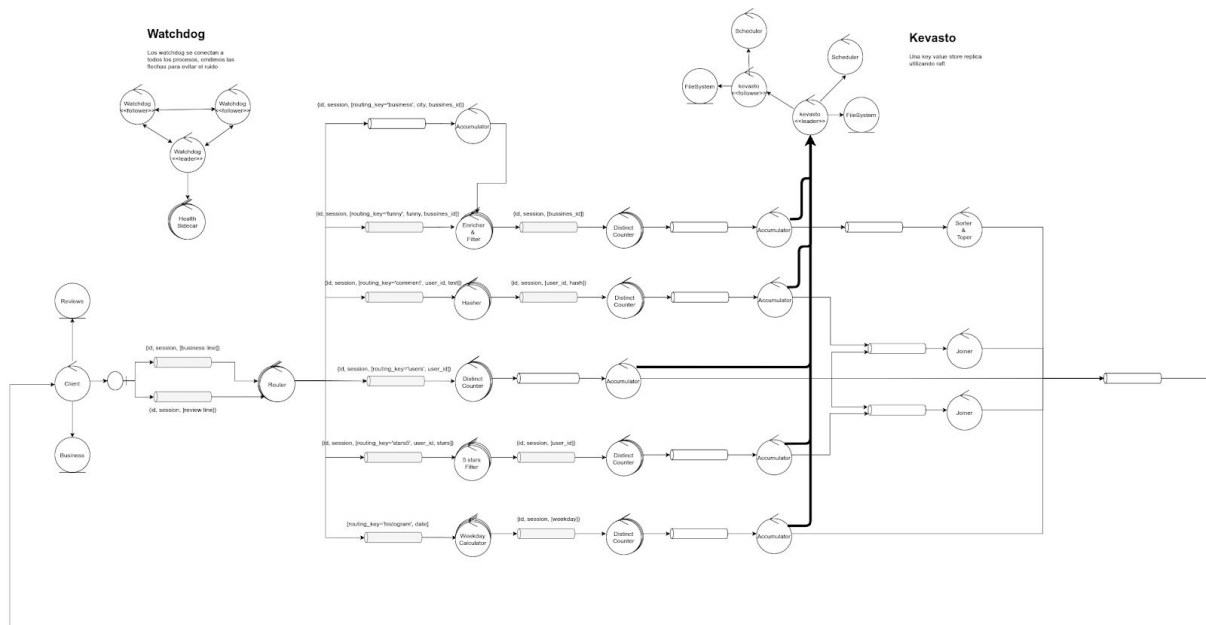 Watchdog
Los watchdog se conectan a
todos los procesos, omitimos las
flechas para evitar el ruido
Watchdog
<<follower>>
Watchdog
<<follower>>
Watchdog
<<leader>>
Health
Sidecar
Scheduler
Scheduler
Kevasto
Una key value store replica
utilizando raft
FileSystem
kevasto
<<follower>>
kevasto
<<leader>>
FileSystem
{id, session, [routing_key='business', city, bussines_id]}
Accumulator
{id, session, [routing_key='funny', funny, bussines_id]}
Enricher
&
Filter
{id, session, [bussines_id]}
Distinct
Counter
Accumulator
Sorter
&
Toper
{id, session, [routing_key='comment', user_id, text]}
Hasher
{id, session, [user_id, hash]}
Distinct
Counter
Accumulator
Reviews
{id, session, [business line]}
Client
Router
{id, session, [review line]}
Business
{id, session, [routing_key='users', user_id]}
Distinct
Counter
Accumulator
Joiner
Joiner
{id, session, [routing_key='stars5', user_id, stars]}
5 stars
Filter
{id, session, [user_id]}
Distinct
Counter
Accumulator
[routing_key='histogram', date]
Weekday
Calculator
{id, session, [weekday]}
Distinct
Counter
Accumulator